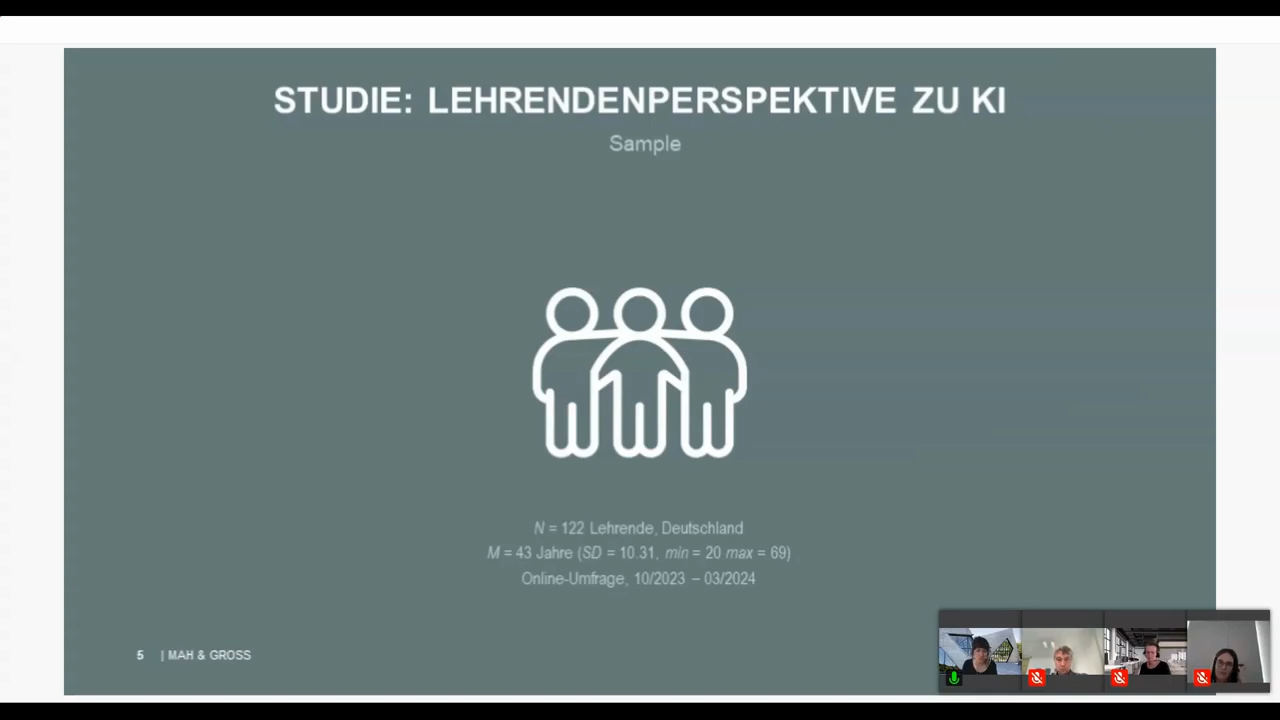 STUDIE: LEHRENDENPERSPEKTIVE ZU KI
Sample
N = 122 Lehrende, Deutschland
M = 43 Jahre (SD = 10.31, min = 20 max = 69)
Online-Umfrage, 10/2023 – 03/2024
5 | MAH & GROSS